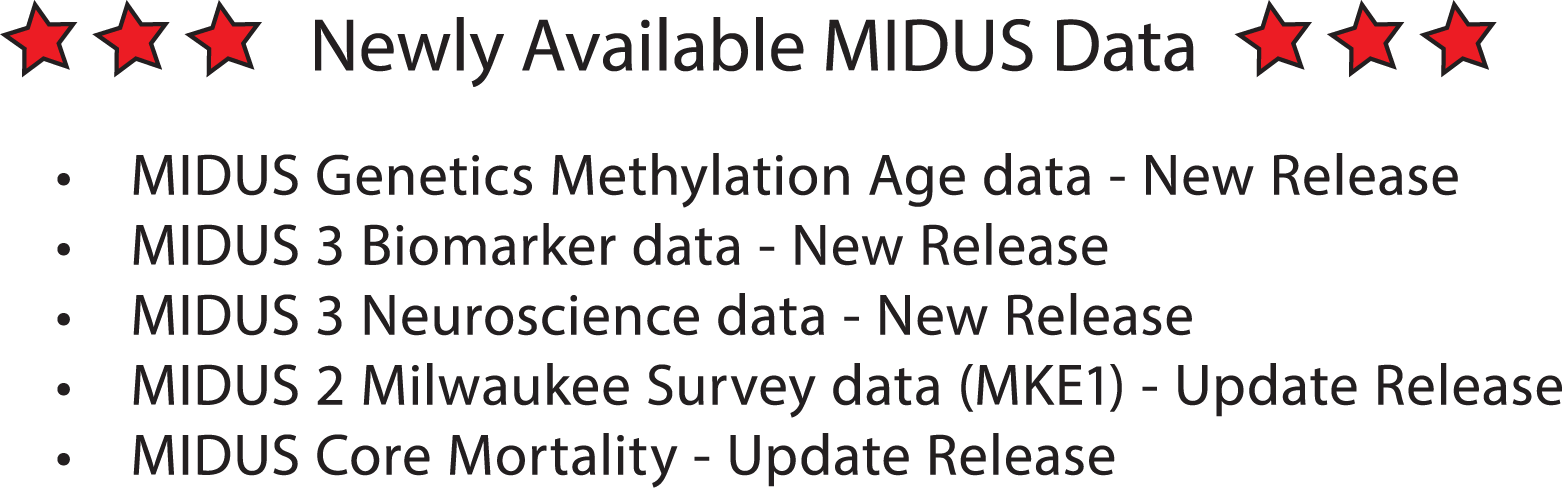 Newly Available MIDUS Data
• MIDUS Genetics Methylation Age data - New Release
• MIDUS 3 Biomarker data - New Release
• MIDUS 3 Neuroscience data - New Release
• MIDUS 2 Milwaukee Survey data (MKE1) - Update Release
• MIDUS Core Mortality - Update Release